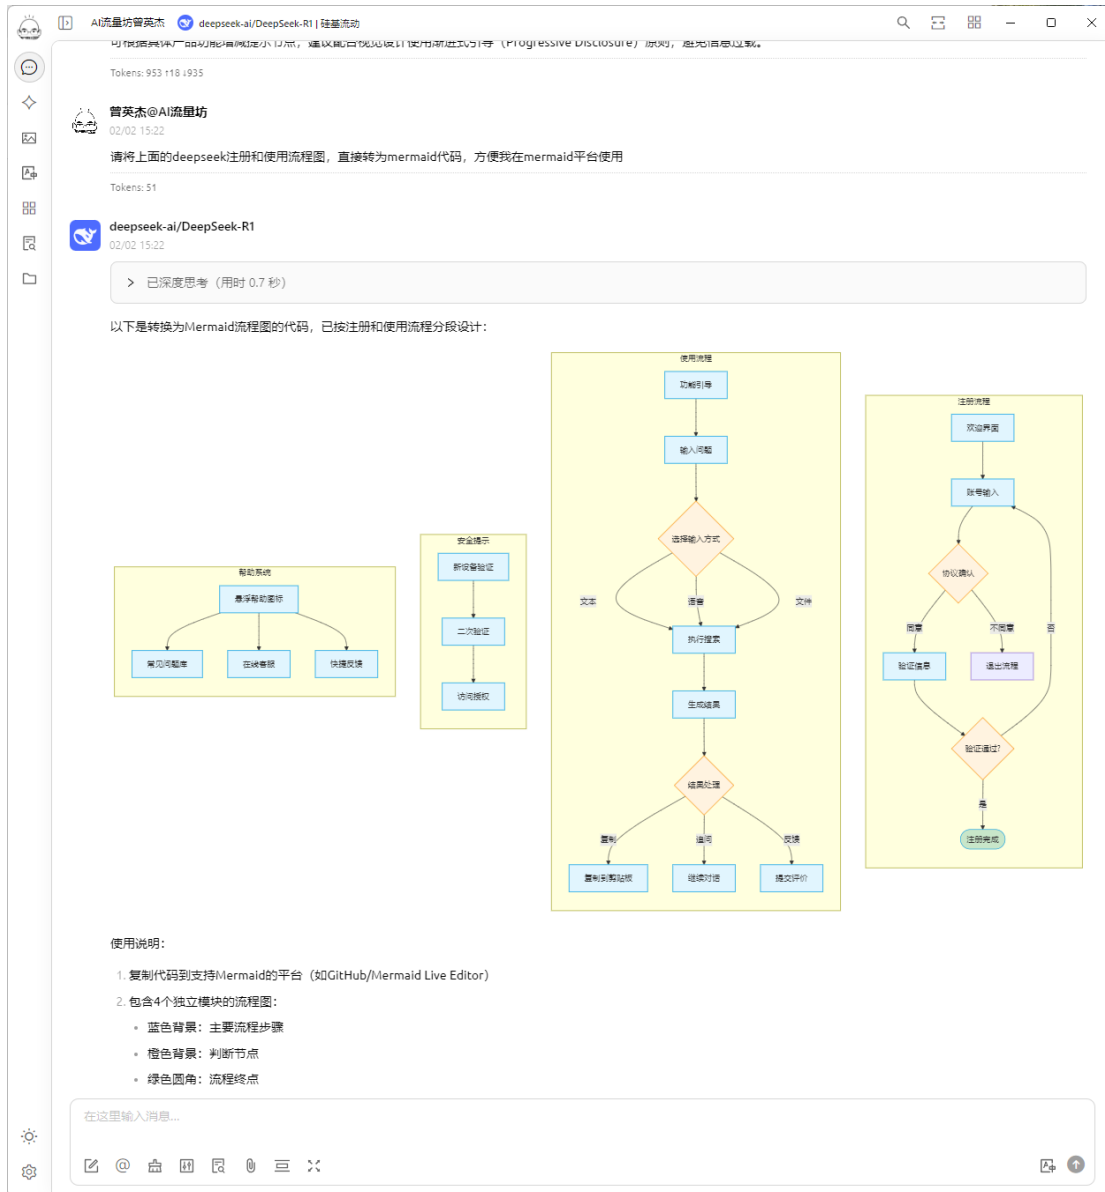 AI流量坊曾英杰 deepseek-ai/DeepSeek-R1 | 硅基流动
可根据具体产品功能增减提示节点，建议配合视觉设计使用渐进式引导（Progressive Disclosure）原则，避免信息过载。
Tokens: 953 ↑18 ↓935
曾英杰@AI流量坊
02/02 15:22
请将上面的deepseek注册和使用流程图，直接转为mermaid代码，方便我在mermaid平台使用
Tokens: 51
deepseek-ai/DeepSeek-R1
02/02 15:22
已深度思考（用时 0.7 秒）
以下是转换为Mermaid流程图的代码，已按注册和使用流程分段设计：
帮助系统
悬浮帮助图标
常见问题库
在线客服
快捷反馈
安全提示
新设备验证
二次验证
访问授权
使用流程
功能引导
输入问题
选择输入方式
文本
语音
文件
执行搜索
生成结果
结果处理
复制
追问
反馈
复制到剪贴板
继续对话
提交评价
注册流程
欢迎界面
账号输入
协议确认
同意
不同意
否
验证信息
退出流程
验证通过?
是
注册完成
使用说明：
1. 复制代码到支持Mermaid的平台（如GitHub/Mermaid Live Editor）
2. 包含4个独立模块的流程图：
• 蓝色背景：主要流程步骤
• 橙色背景：判断节点
• 绿色圆角：流程终点
在这里输入消息...